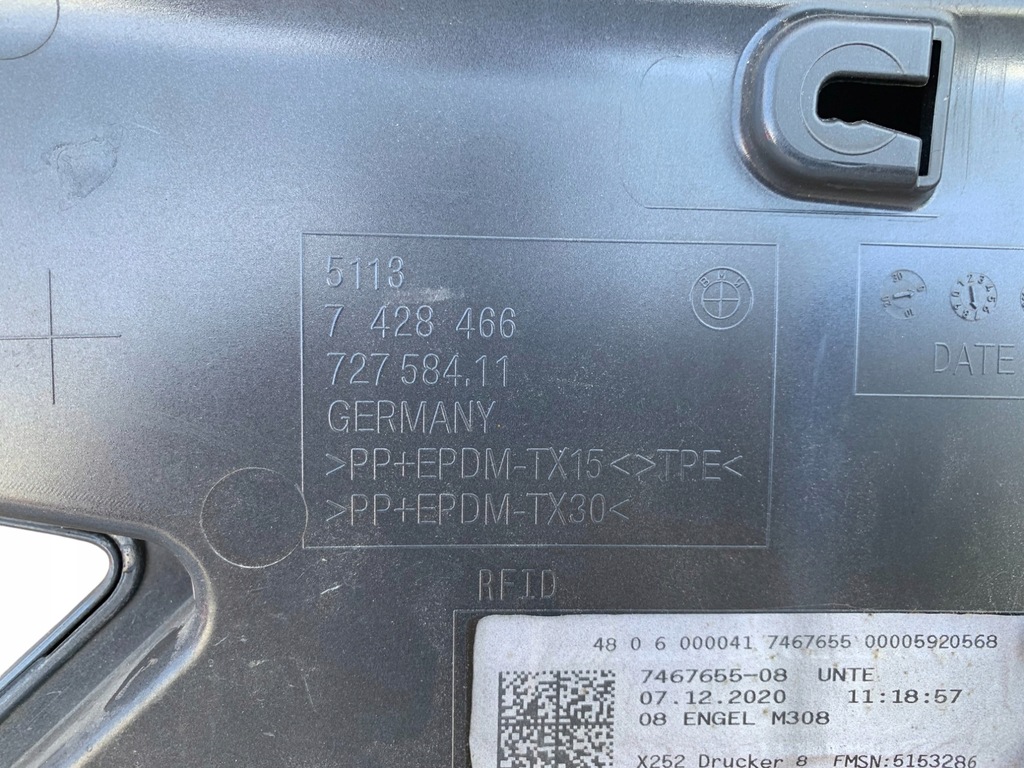 5113
BMW
7 428 466
727 584.11
GERMANY
>PP+EPDM-TX15<>TPE<
>PP+EPDM-TX30<
DATE
RFID
48 0 6 000041 7467655 00005920568
7467655-08 UNTE
07.12.2020 11:18:57
08 ENGEL M308
X252 Drucker 8 FMSN:5153286